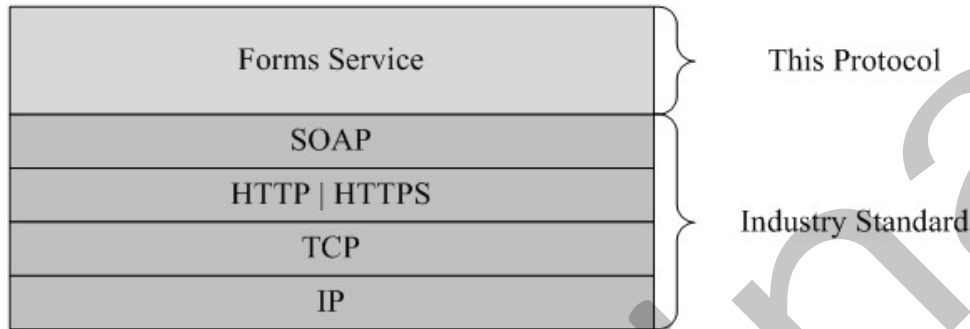 Forms Service
This Protocol
SOAP
HTTP | HTTPS
Industry Standard
TCP
IP